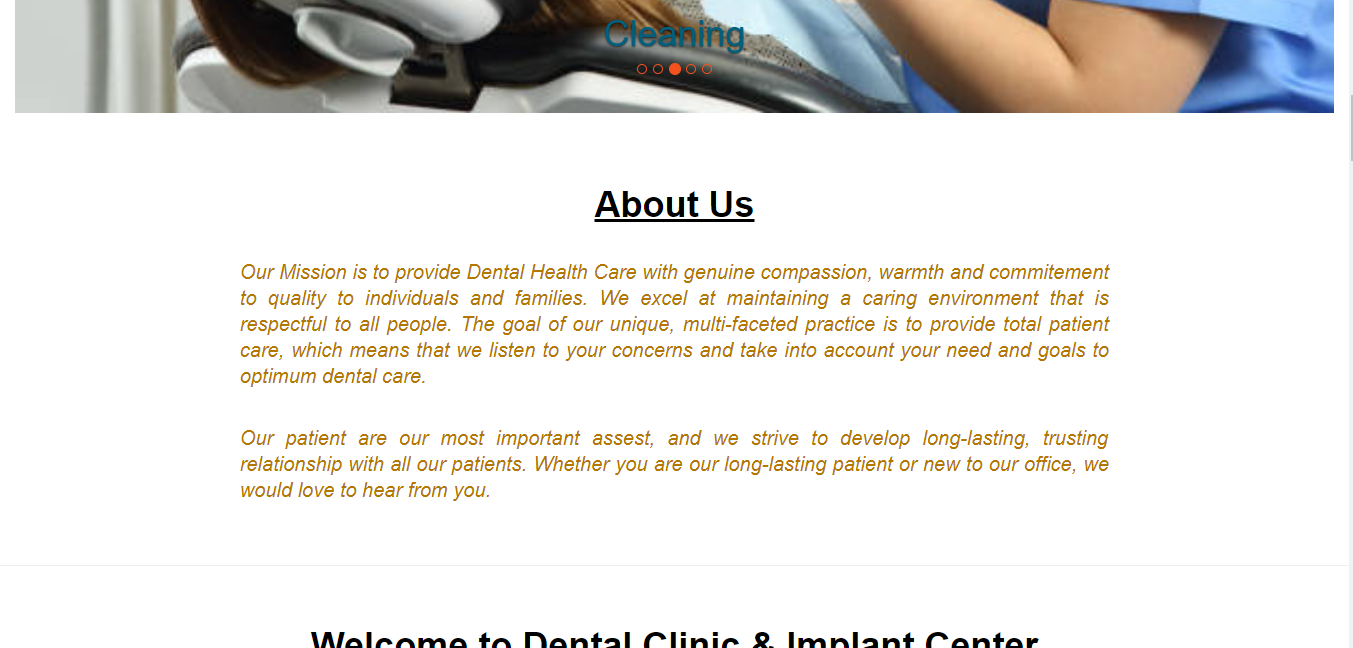 Cleaning
About Us
Our Mission is to provide Dental Health Care with genuine compassion, warmth and commitement
to quality to individuals and families. We excel at maintaining a caring environment that is
respectful to all people. The goal of our unique, multi-faceted practice is to provide total patient
care, which means that we listen to your concerns and take into account your need and goals to
optimum dental care.
Our patient are our most important assest, and we strive to develop long-lasting, trusting
relationship with all our patients. Whether you are our long-lasting patient or new to our office, we
would love to hear from you.
Welcome to Dental Clinic & Implant Center